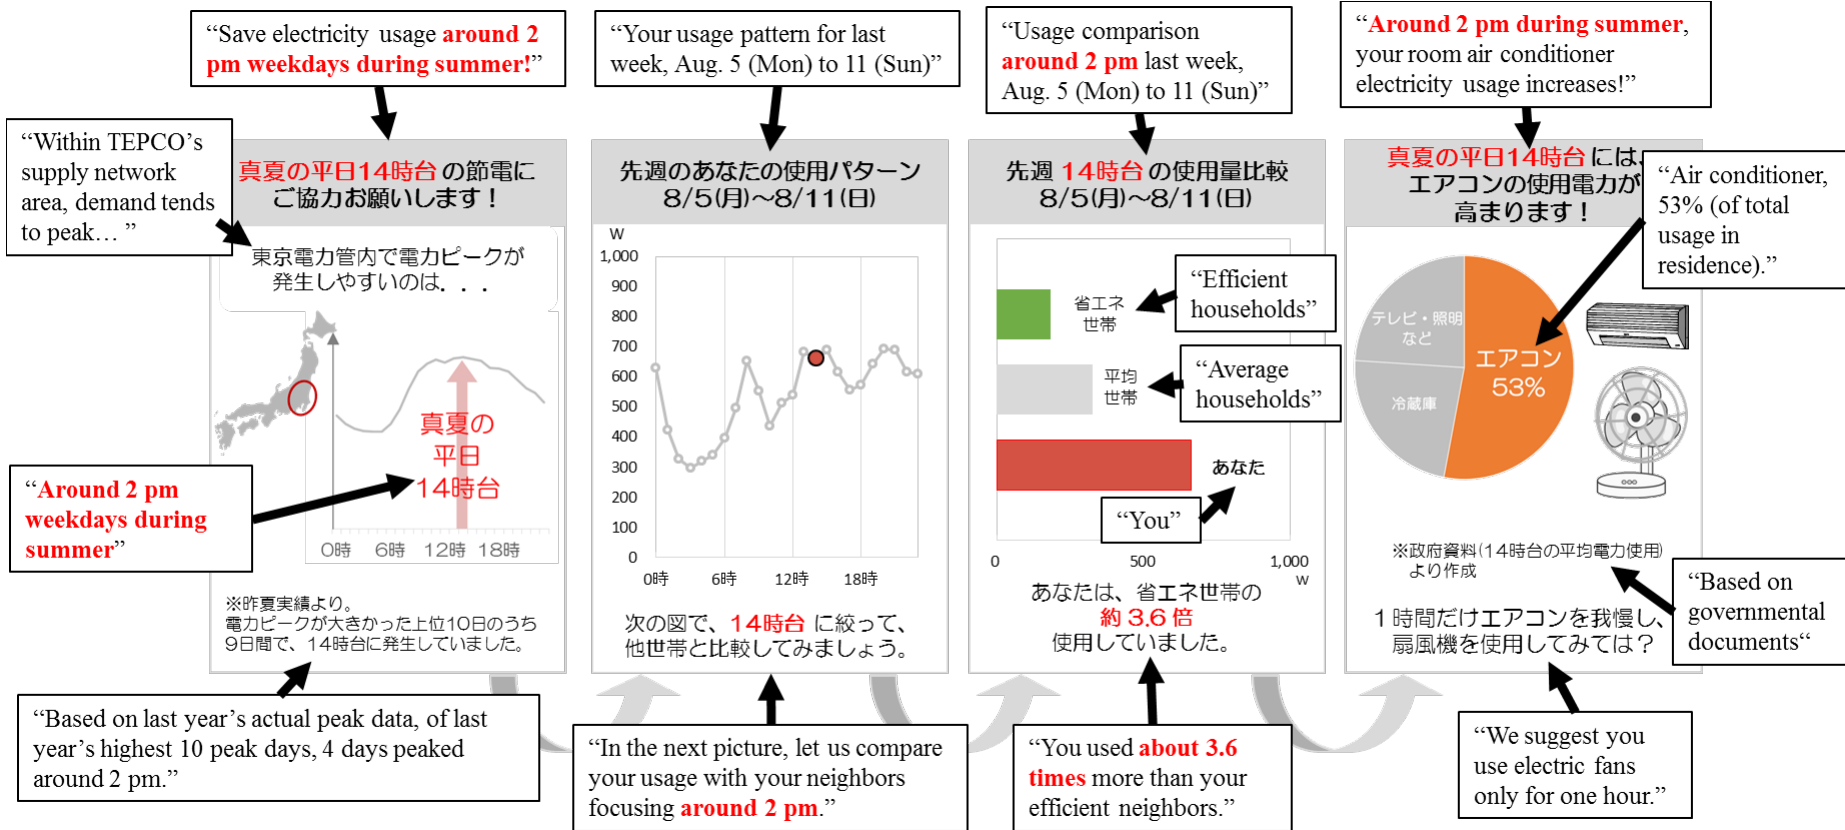 “Save electricity usage around 2
pm weekdays during summer!”
“Your usage pattern for last
week, Aug. 5 (Mon) to 11 (Sun)”
“Usage comparison
around 2 pm last week,
Aug. 5 (Mon) to 11 (Sun)”
“Around 2 pm during summer,
your room air conditioner
electricity usage increases!”
“Within TEPCO’s
supply network
area, demand tends
to peak… ”
真夏の平日14時台 の節電に
ご協力お願いします！
東京電力管内で電力ピークが
発生しやすいのは．．．
真夏の
平日
14時台
0時 6時 12時 18時
“Around 2 pm
weekdays during
summer”
※昨夏実績より。
電力ピークが大きかった上位10日のうち
9日間で、14時台に発生していました。
“Based on last year’s actual peak data, of last
year’s highest 10 peak days, 4 days peaked
around 2 pm.”
先週のあなたの使用パターン
8/5(月)～8/11(日)
W
1,000
900
800
700
600
500
400
300
200
100
0
0時 6時 12時 18時
次の図で、14時台 に絞って、
他世帯と比較してみましょう。
“In the next picture, let us compare
your usage with your neighbors
focusing around 2 pm.”
先週 14時台 の使用量比較
8/5(月)～8/11(日)
省エネ
世帯
“Efficient
households”
平均
世帯
“Average
households”
あなた
“You”
0 500 1,000
W
あなたは、省エネ世帯の
約 3.6 倍
使用していました。
“You used about 3.6
times more than your
efficient neighbors.”
真夏の平日14時台 には、
エアコンの使用電力が
高まります！
“Air conditioner,
53% (of total
usage in
residence).”
テレビ・照明
など
エアコン
53%
冷蔵庫
※政府資料(14時台の平均電力使用)
より作成
“Based on
governmental
documents“
１時間だけエアコンを我慢し、
扇風機を使用してみては？
“We suggest you
use electric fans
only for one hour.”